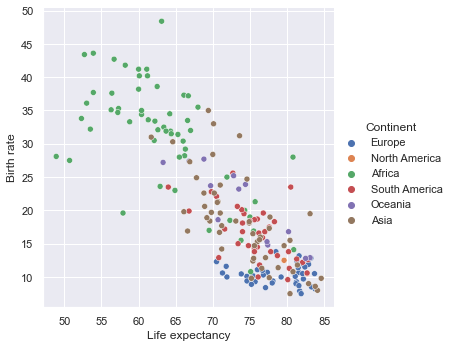 50
45
40
35
30
25
20
15
10
Birth rate
50
55
60
65
70
75
80
85
Life expectancy
Continent
Europe
North America
Africa
South America
Oceania
Asia